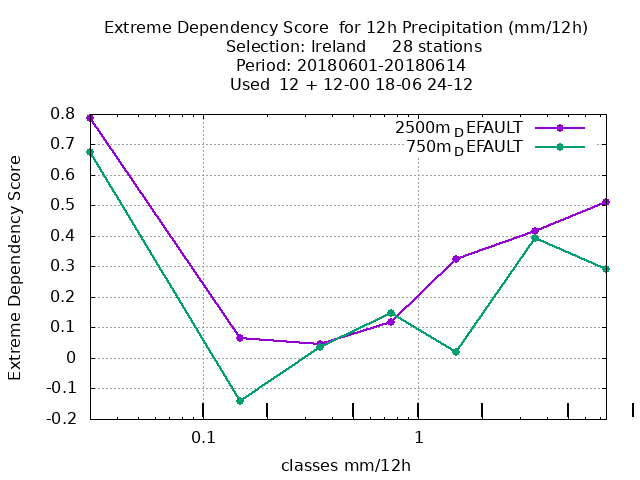 Extreme Dependency Score  for 12h Precipitation (mm/12h)
Selection: Ireland     28 stations
Period: 20180601-20180614
Used  12 + 12-00 18-06 24-12
2500m_DEFAULT
750m_DEFAULT
Extreme Dependency Score
0.8
0.7
0.6
0.5
0.4
0.3
0.2
0.1
0
-0.1
-0.2
0.1
1
classes mm/12h